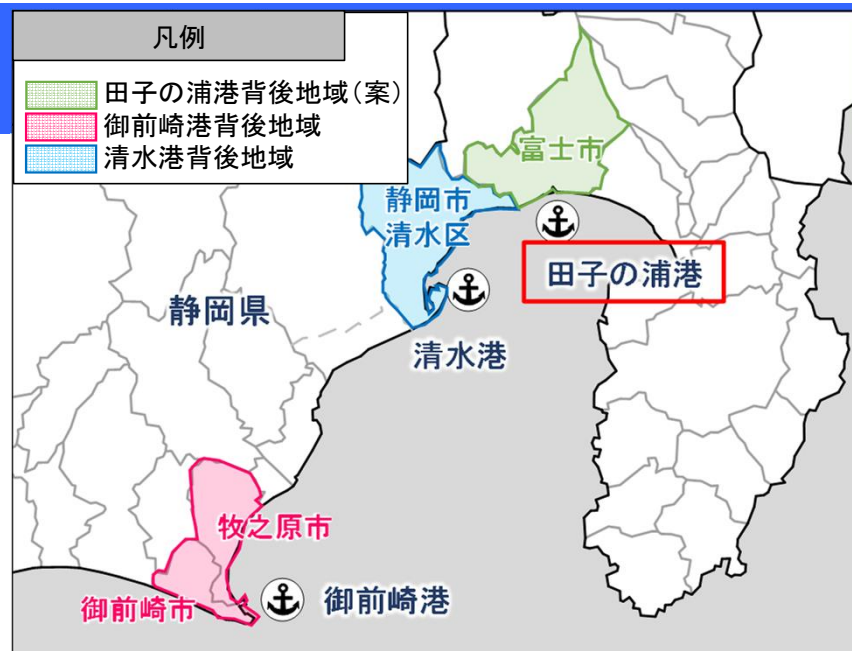 凡例
田子の浦港背後地域(案)
御前崎港背後地域
清水港背後地域
富士市
静岡市
清水区
田子の浦港
静岡県
清水港
牧之原市
御前崎市
御前崎港